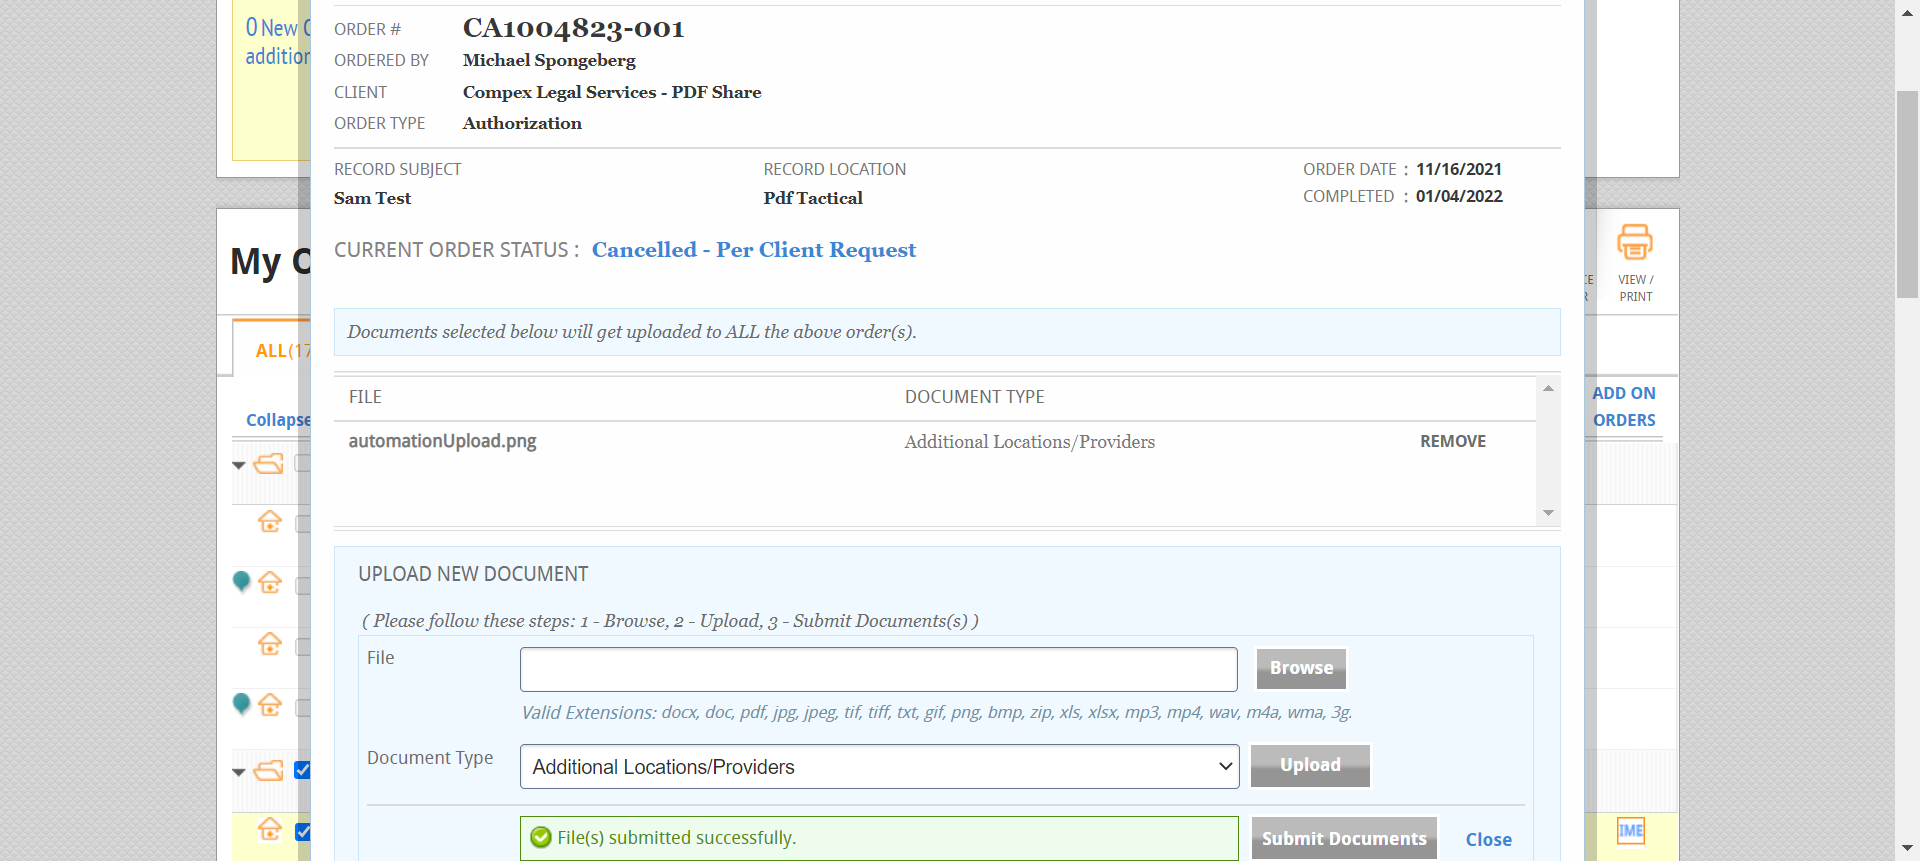 0 New
addition
ORDER # CA1004823-001
ORDERED BY Michael Spongeberg
CLIENT Compex Legal Services - PDF Share
ORDER TYPE Authorization
RECORD SUBJECT RECORD LOCATION ORDER DATE : 11/16/2021
Sam Test Pdf Tactical COMPLETED : 01/04/2022
CURRENT ORDER STATUS : Cancelled - Per Client Request
My
VIEW /
PRINT
Documents selected below will get uploaded to ALL the above order(s).
ALL(17
FILE DOCUMENT TYPE
ADD ON
ORDERS
Collapse
automationUpload.png Additional Locations/Providers REMOVE
UPLOAD NEW DOCUMENT
( Please follow these steps: 1 - Browse, 2 - Upload, 3 - Submit Documents(s) )
File Browse
Valid Extensions: docx, doc, pdf, jpg, jpeg, tif, tiff, txt, gif, png, bmp, zip, xls, xlsx, mp3, mp4, wav, m4a, wma, 3g.
Document Type Additional Locations/Providers Upload
File(s) submitted successfully. Submit Documents Close
IME